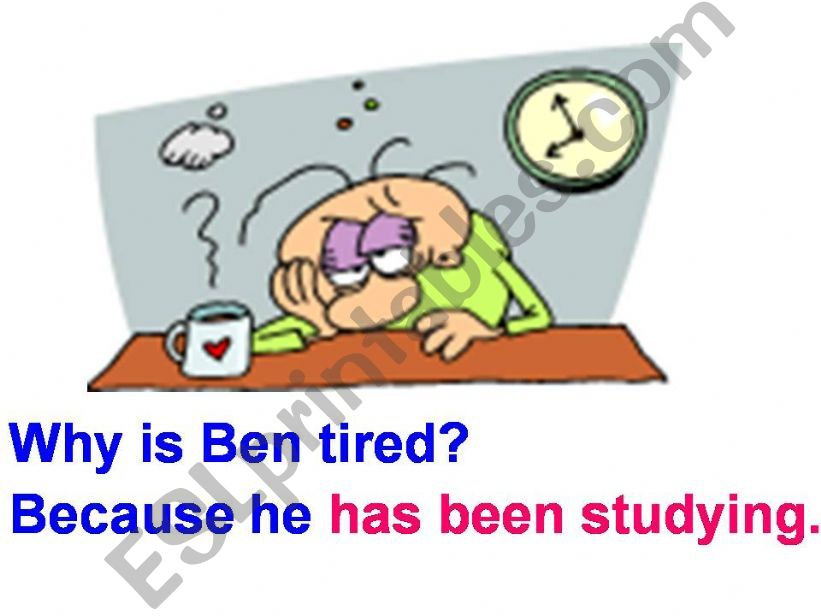 Why is Ben tired?
Because he has been studying.
ESLprintables.com